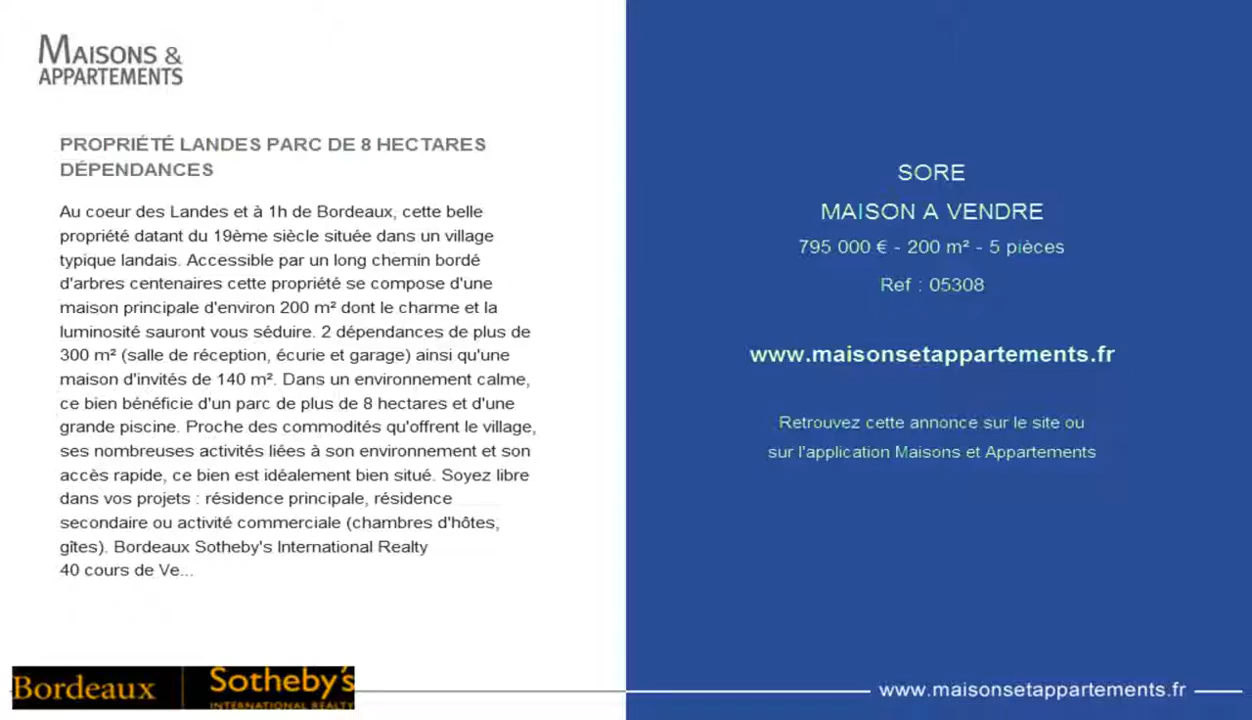 MAISONS &
APPARTEMENTS
PROPRIÉTÉ LANDES PARC DE 8 HECTARES
DÉPENDANCES
Au coeur des Landes et à 1h de Bordeaux, cette belle
propriété datant du 19ème siècle située dans un village
typique landais. Accessible par un long chemin bordé
d'arbres centenaires cette propriété se compose d'une
maison principale d'environ 200 m² dont le charme et la
luminosité sauront vous séduire. 2 dépendances de plus de
300 m² (salle de réception, écurie et garage) ainsi qu'une
maison d'invités de 140 m². Dans un environnement calme,
ce bien bénéficie d'un parc de plus de 8 hectares et d'une
grande piscine. Proche des commodités qu'offrent le village,
ses nombreuses activités liées à son environnement et son
accès rapide, ce bien est idéalement bien situé. Soyez libre
dans vos projets : résidence principale, résidence
secondaire ou activité commerciale (chambres d'hôtes,
gîtes). Bordeaux Sotheby's International Realty
40 cours de Ve...
Bordeaux
Sotheby's
INTERNATIONAL REALTY
SORE
MAISON A VENDRE
795 000 € - 200 m² - 5 pièces
Ref : 05308
www.maisonsetappartements.fr
Retrouvez cette annonce sur le site ou
sur l'application Maisons et Appartements
www.maisonsetappartements.fr